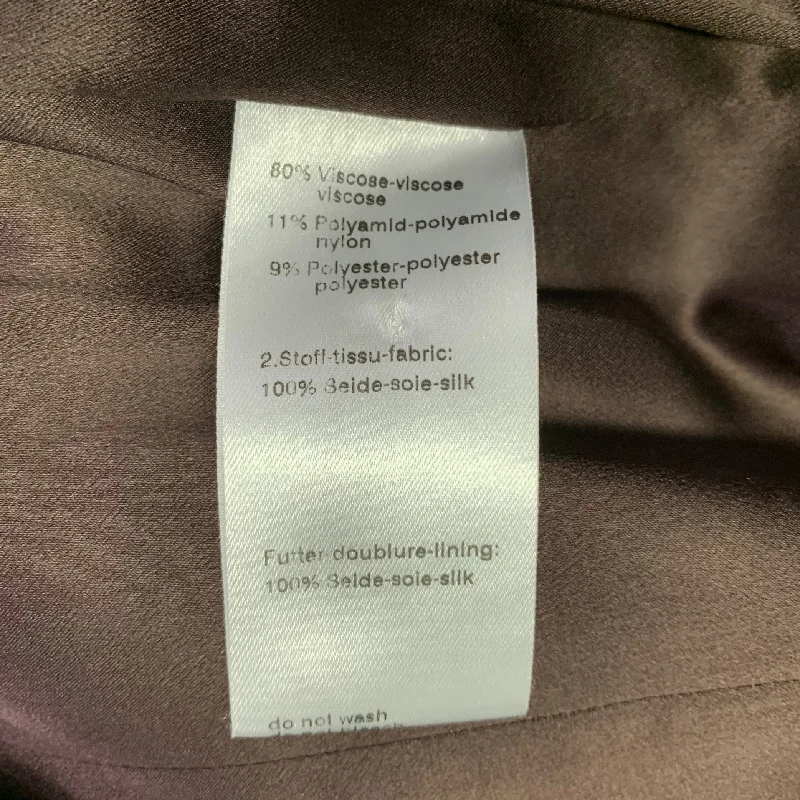 80% Viscose-viscose
viscose
11% Polyamid-polyamide
nylon
9% Polyester-polyester
polyester
2.Stoff-tissu-fabric:
100% Seide-soie-silk
Futter-doublure-lining:
100% Seide-soie-silk
do not wash